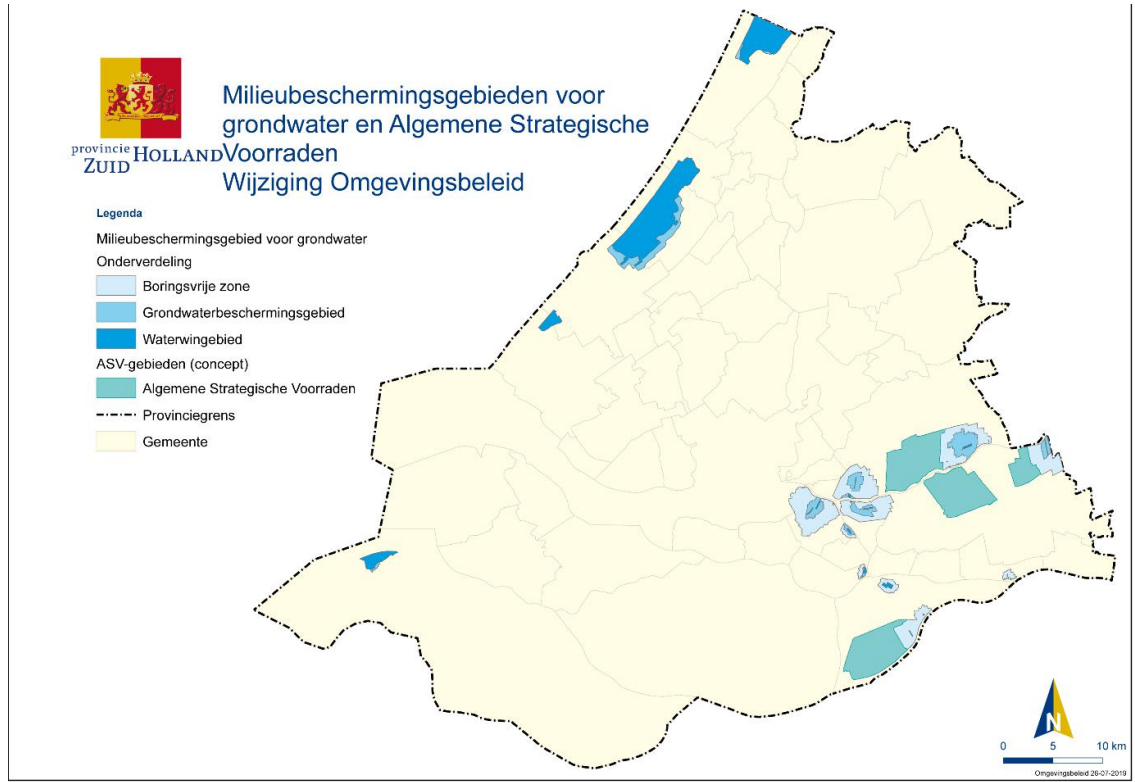 provincie
ZUID HOLLAND
Milieubeschermingsgebieden voor
grondwater en Algemene Strategische
Voorraden
Wijziging Omgevingsbeleid
Legenda
Milieubeschermingsgebied voor grondwater
Onderverdeling
Boringsvrije zone
Grondwaterbeschermingsgebied
Waterwingebied
ASV-gebieden (concept)
Algemene Strategische Voorraden
Provinciegrens
Gemeente
N
0 5 10 km
Omgevingsbeleid 26-07-2019